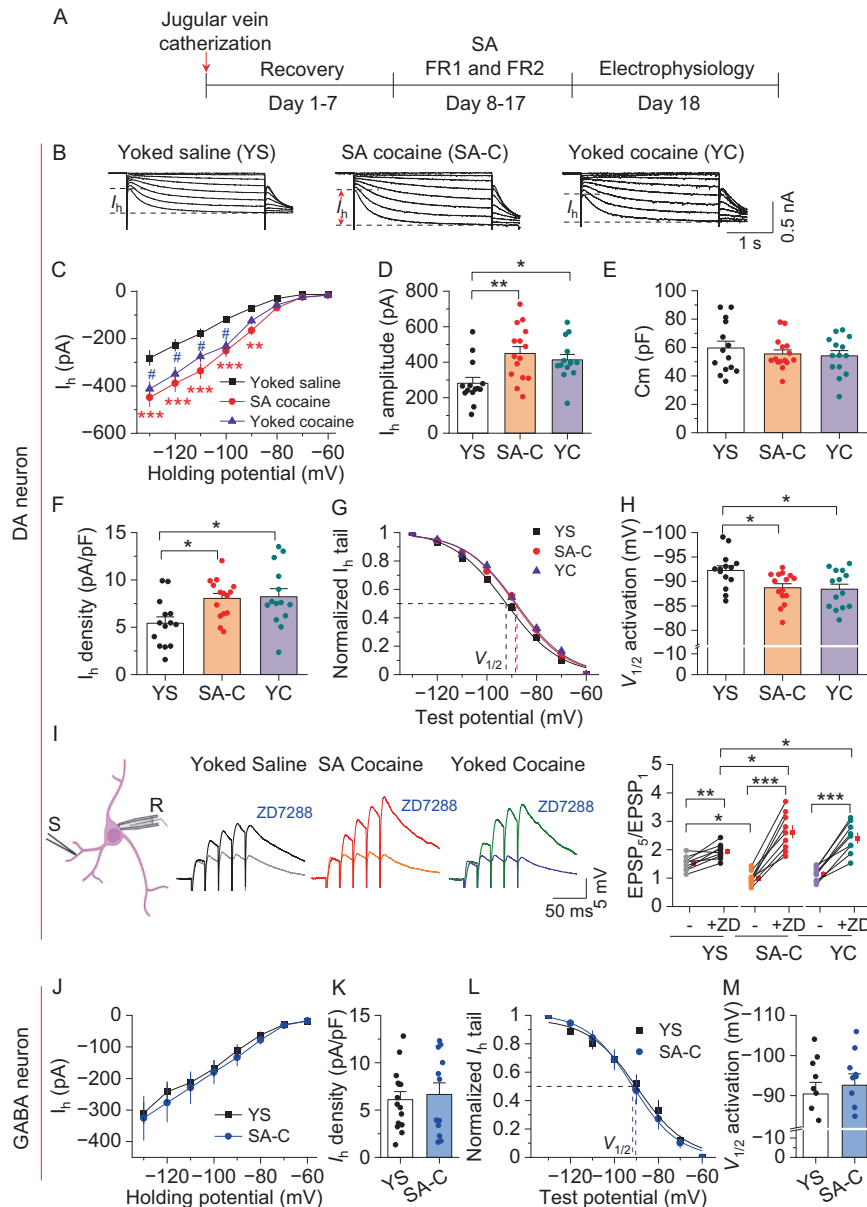 A
Jugular vein
catherization
SA
Recovery
FR1 and FR2
Electrophysiology
Day 1-7
Day 8-17
Day 18
DA neuron
B
Yoked saline (YS)
SA cocaine (SA-C)
Yoked cocaine (YC)
Ih
Ih
Ih
0.5 nA
1 s
C
0
−200
−400
−600
Ih (pA)
# # # # #
*** *** *** *** **
Yoked saline
SA cocaine
Yoked cocaine
−120 −100 −80 −60
Holding potential (mV)
D
800
600
400
200
0
Ih amplitude (pA)
*
**
YS SA-C YC
E
100
80
60
40
20
0
Cm (pF)
YS SA-C YC
F
15
10
5
0
Ih density (pA/pF)
*
*
YS SA-C YC
G
1
0.8
0.6
0.4
0.2
0
Normalized Ih tail
YS
SA-C
YC
V1/2
−120 −100 −80 −60
Test potential (mV)
H
−100
−95
−90
−85
−80
−10
0
V1/2 activation (mV)
*
*
YS SA-C YC
I
S
R
Yoked Saline
SA Cocaine
Yoked Cocaine
ZD7288
ZD7288
ZD7288
50 ms
5 mV
5
4
3
2
1
0
EPSP5/EPSP1
*
*
** *** ***
*
- +ZD - +ZD - +ZD
YS SA-C YC
GABA neuron
J
0
−100
−200
−300
−400
Ih (pA)
YS
SA-C
−120 −100 −80 −60
Holding potential (mV)
K
15
10
5
0
Ih density (pA/pF)
YS
SA-C
L
1
0.8
0.6
0.4
0.2
0
Normalized Ih tail
YS
SA-C
V1/2
−120 −100 −80 −60
Test potential (mV)
M
−110
−100
−90
−10
0
V1/2 activation (mV)
YS
SA-C